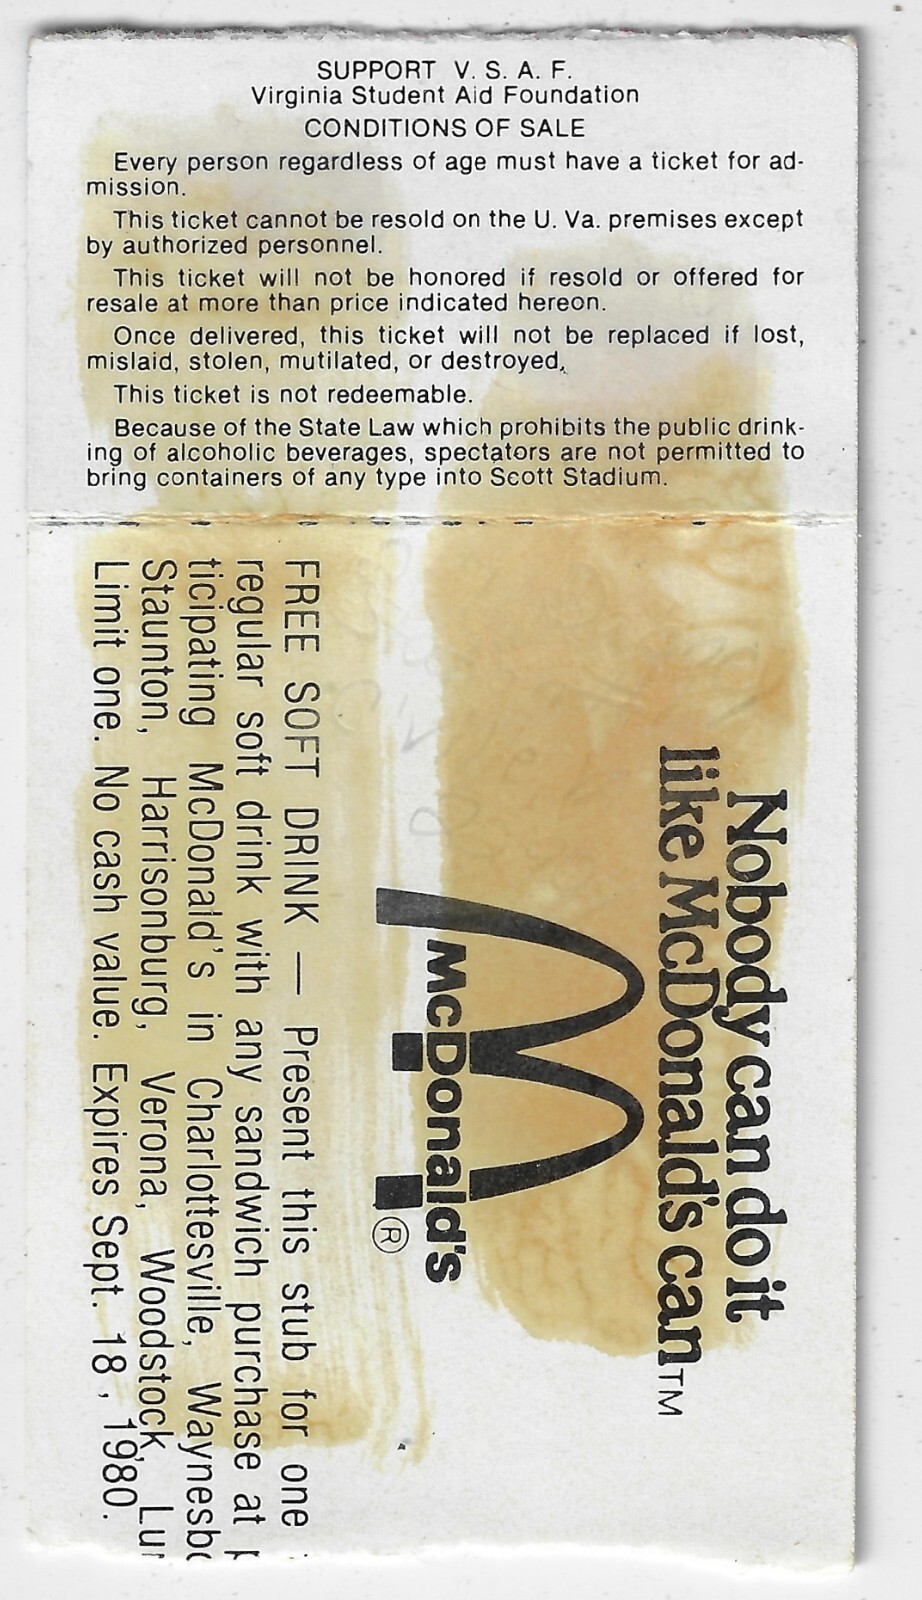 SUPPORT V. S. A. F.
Virginia Student Aid Foundation
CONDITIONS OF SALE
Every person regardless of age must have a ticket for ad-
mission.
This ticket cannot be resold on the U. Va. premises except
by authorized personnel.
This ticket will not be honored if resold or offered for
resale at more than price indicated hereon.
Once delivered, this ticket will not be replaced if lost,
mislaid, stolen, mutilated, or destroyed.
This ticket is not redeemable.
Because of the State Law which prohibits the public drink-
ing of alcoholic beverages, spectators are not permitted to
bring containers of any type into Scott Stadium.
Nobody can do it
like McDonald's can™
McDonald's
®
FREE SOFT DRINK — Present this stub for one
regular soft drink with any sandwich purchase at
ticipating McDonald's in Charlottesville, Waynesbo
Staunton, Harrisonburg, Verona, Woodstock, Lur
Limit one. No cash value. Expires Sept. 18, 1980.